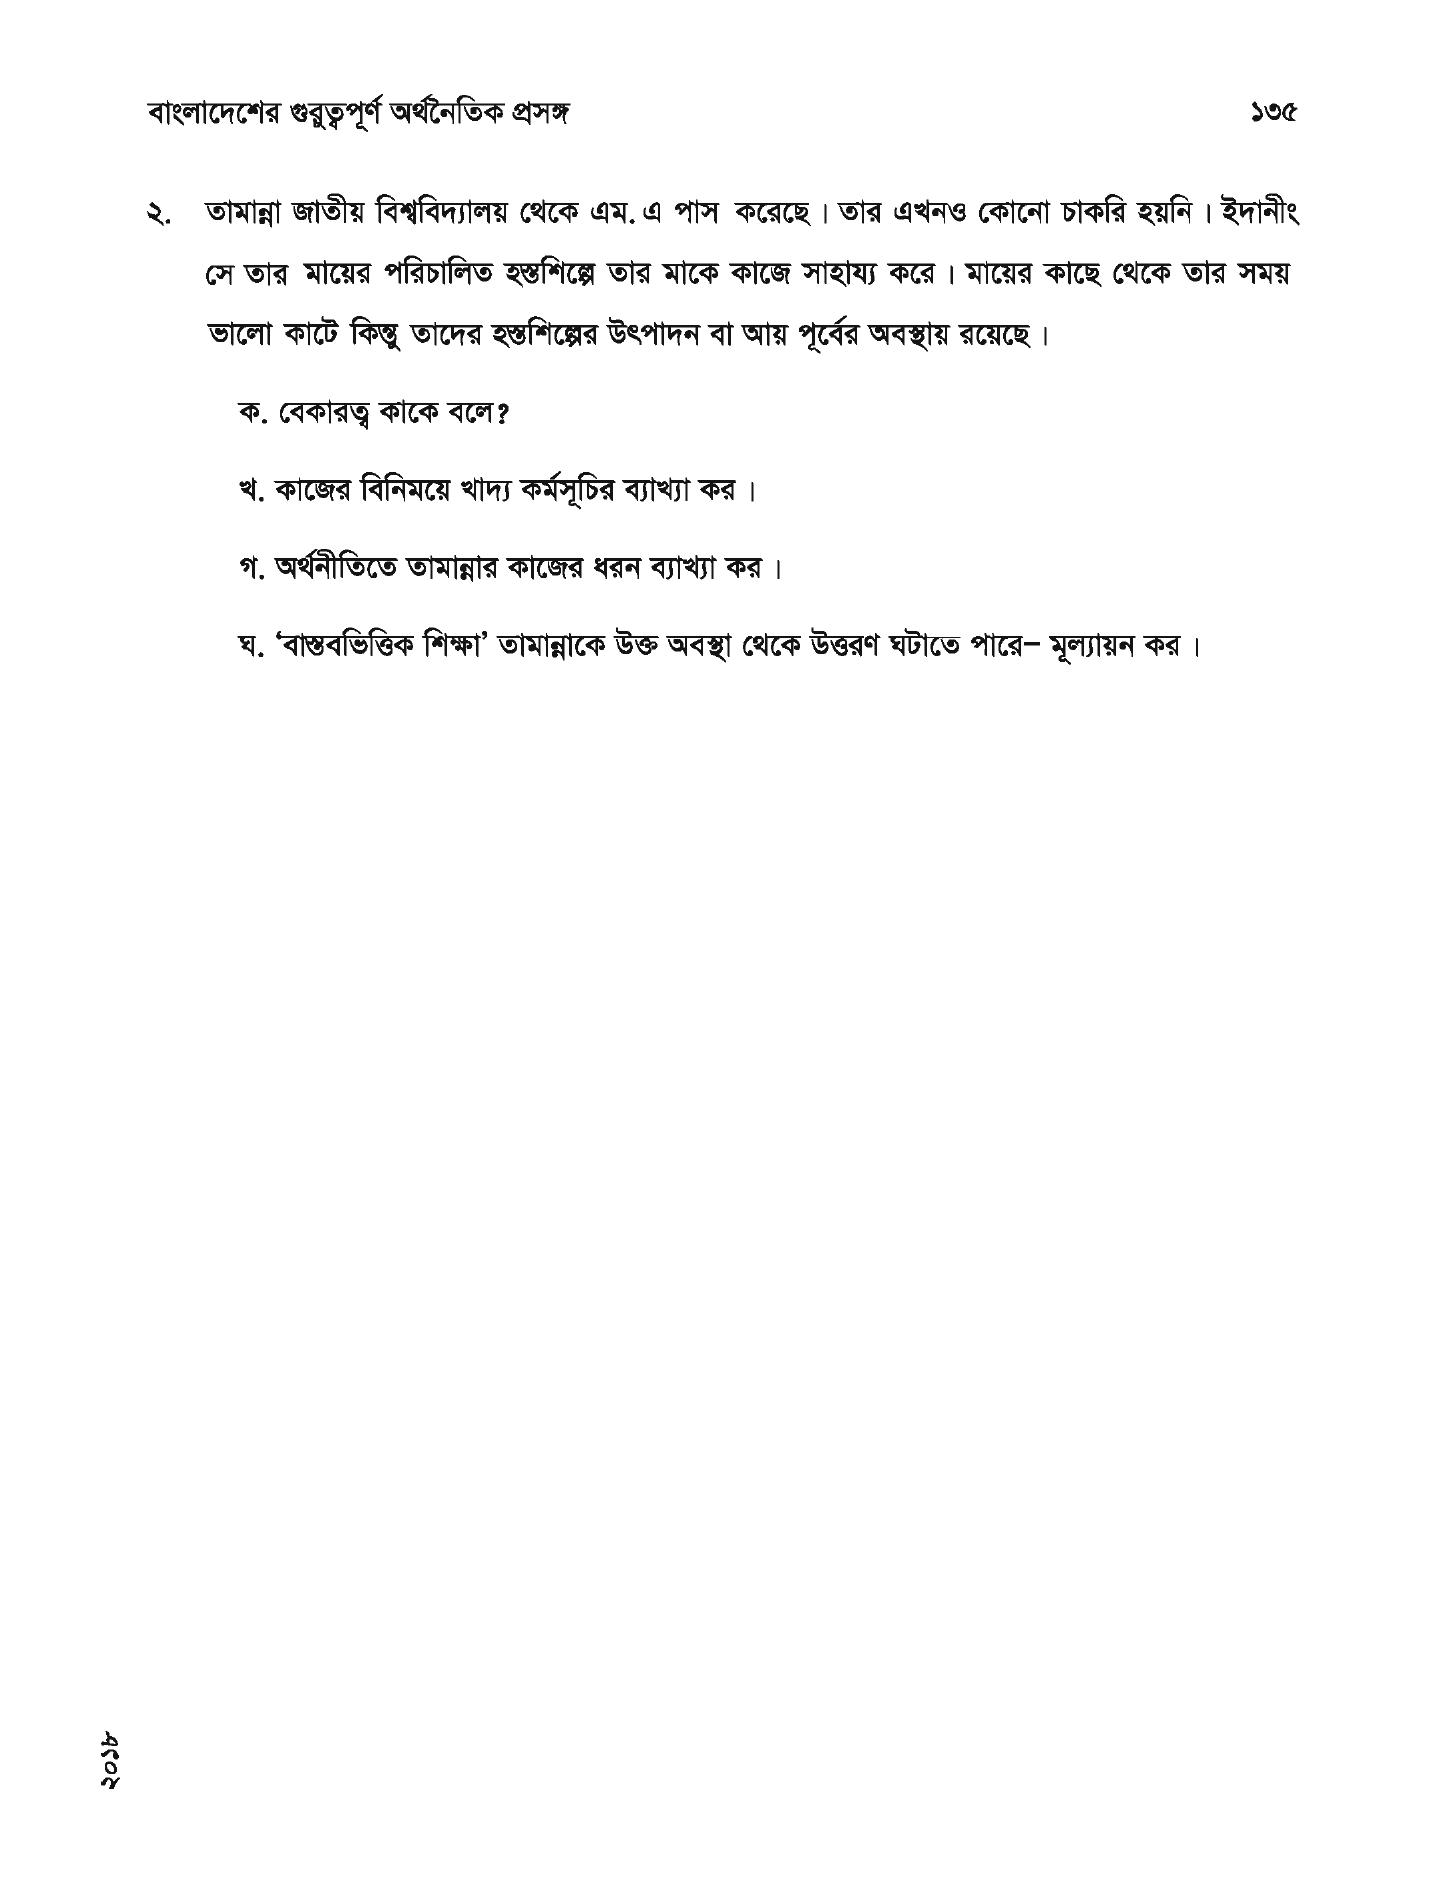 বাংলাদেশের গুরুত্বপূর্ণ অর্থনৈতিক প্রসঙ্গ ১৩৫
২. তামান্না জাতীয় বিশ্ববিদ্যালয় থেকে এম. এ পাস করেছে। তার এখনও কোনো চাকরি হয়নি। ইদানীং
সে তার মায়ের পরিচালিত হস্তশিল্পে তার মাকে কাজে সাহায্য করে। মায়ের কাছে থেকে তার সময়
ভালো কাটে কিন্তু তাদের হস্তশিল্পের উৎপাদন বা আয় পূর্বের অবস্থায় রয়েছে।
ক. বেকারত্ব কাকে বলে?
খ. কাজের বিনিময়ে খাদ্য কর্মসূচির ব্যাখ্যা কর।
গ. অর্থনীতিতে তামান্নার কাজের ধরন ব্যাখ্যা কর।
ঘ. ‘বাস্তবভিত্তিক শিক্ষা’ তামান্নাকে উক্ত অবস্থা থেকে উত্তরণ ঘটাতে পারে– মূল্যায়ন কর।
২০১৮